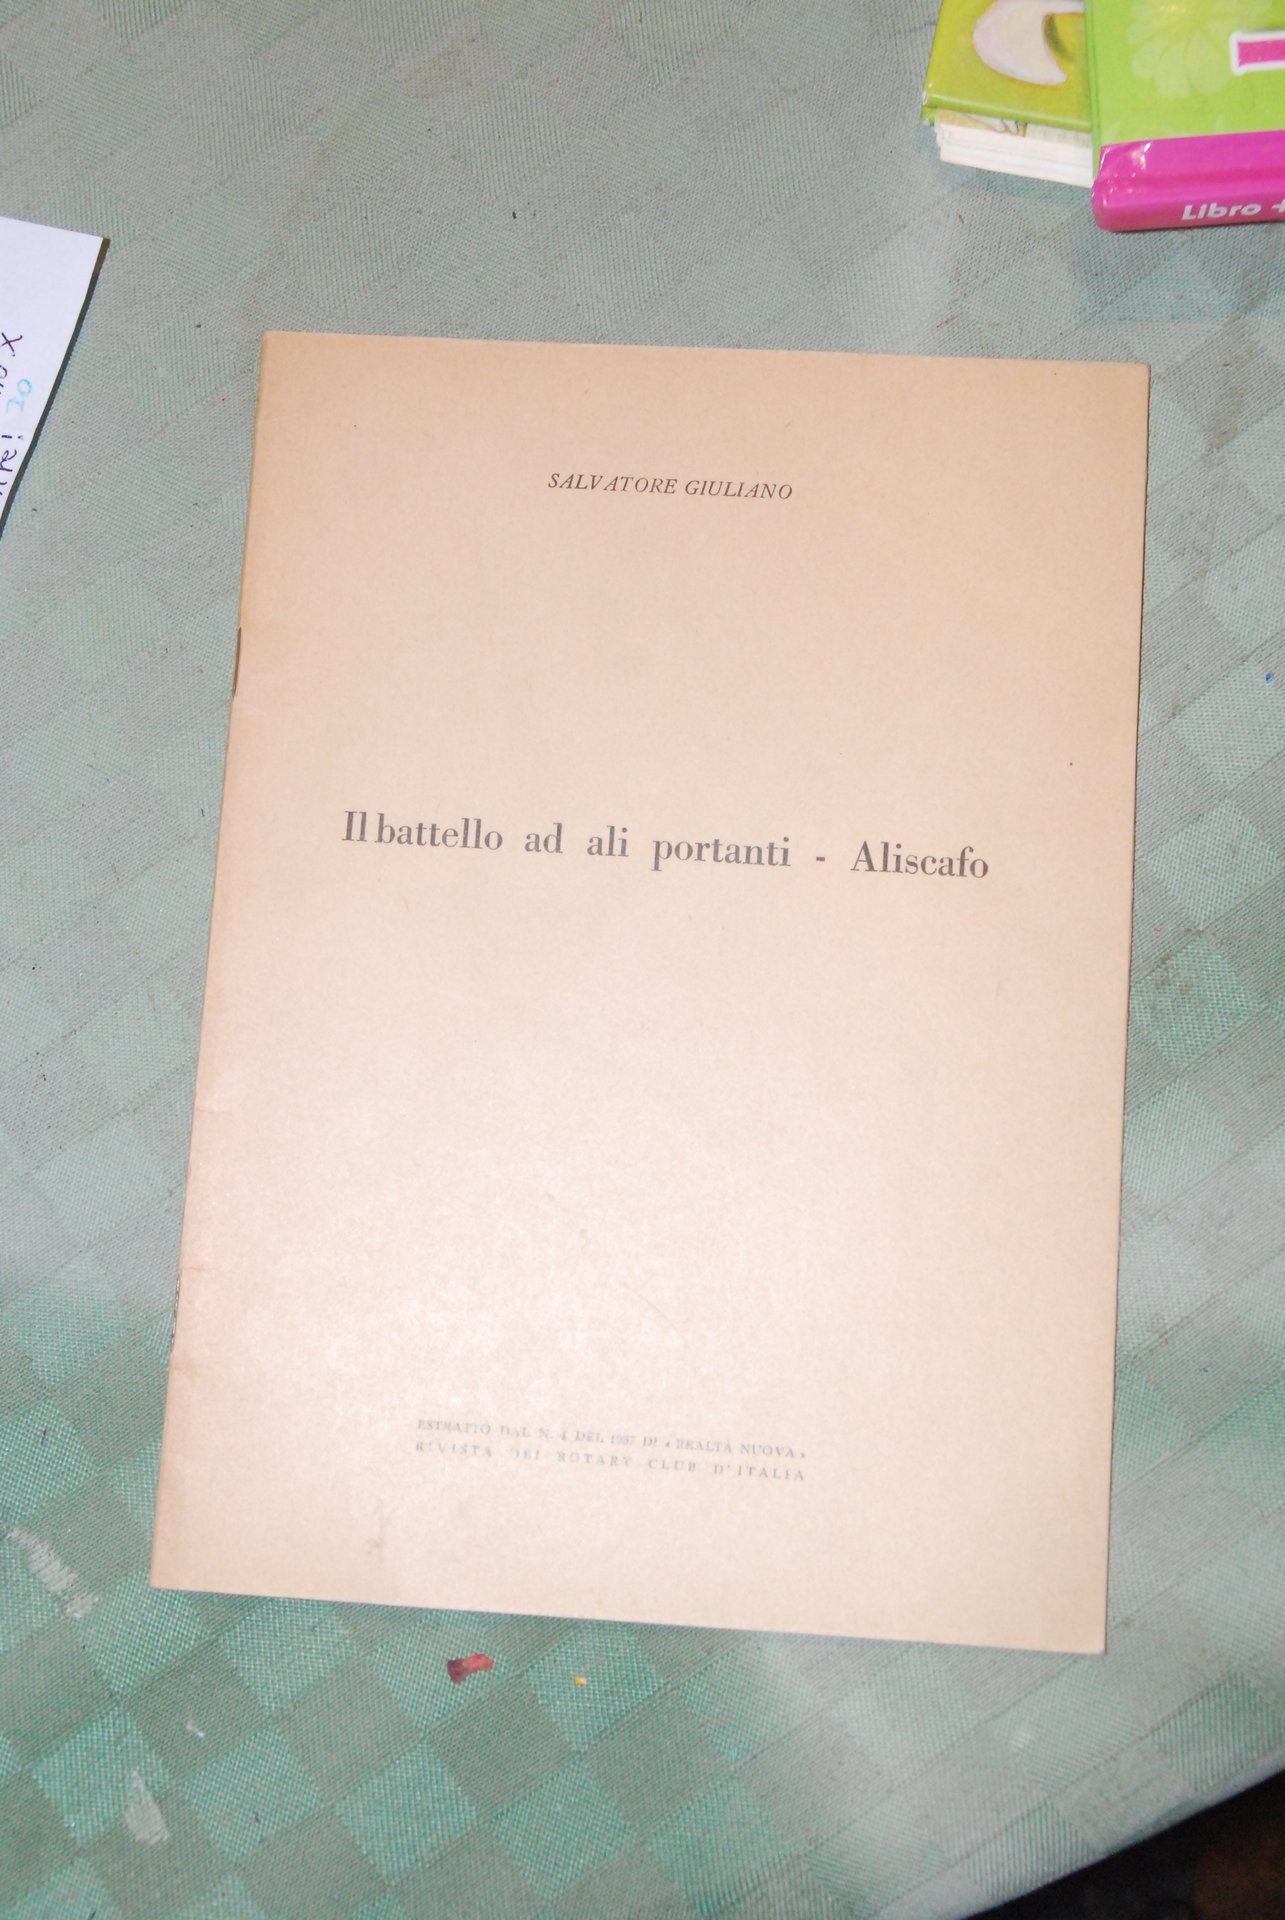 Libro +
SALVATORE GIULIANO
Il battello ad ali portanti - Aliscafo
ESTRATTO DAL N. 4 DEL 1957 DI « REALTÀ NUOVA »
RIVISTA DEI ROTARY CLUB D'ITALIA
20